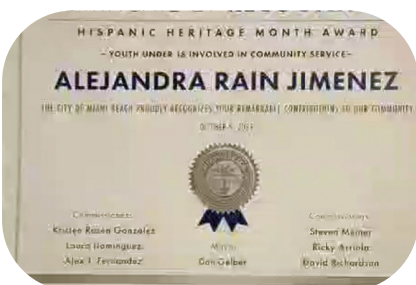 HISPANIC HERITAGE MONTH AWARD
– YOUTH UNDER 18 INVOLVED IN COMMUNITY SERVICE –
ALEJANDRA RAIN JIMENEZ
THE CITY OF MIAMI BEACH PROUDLY RECOGNIZES YOUR REMARKABLE CONTRIBUTIONS TO OUR COMMUNITY
OCTOBER
Commissioners
Commissioners
Kristen Rosen Gonzalez
Steven Meiner
Laura Dominguez
Mayor
Ricky Arriola
Alex J. Fernandez
Dan Gelber
David Richardson